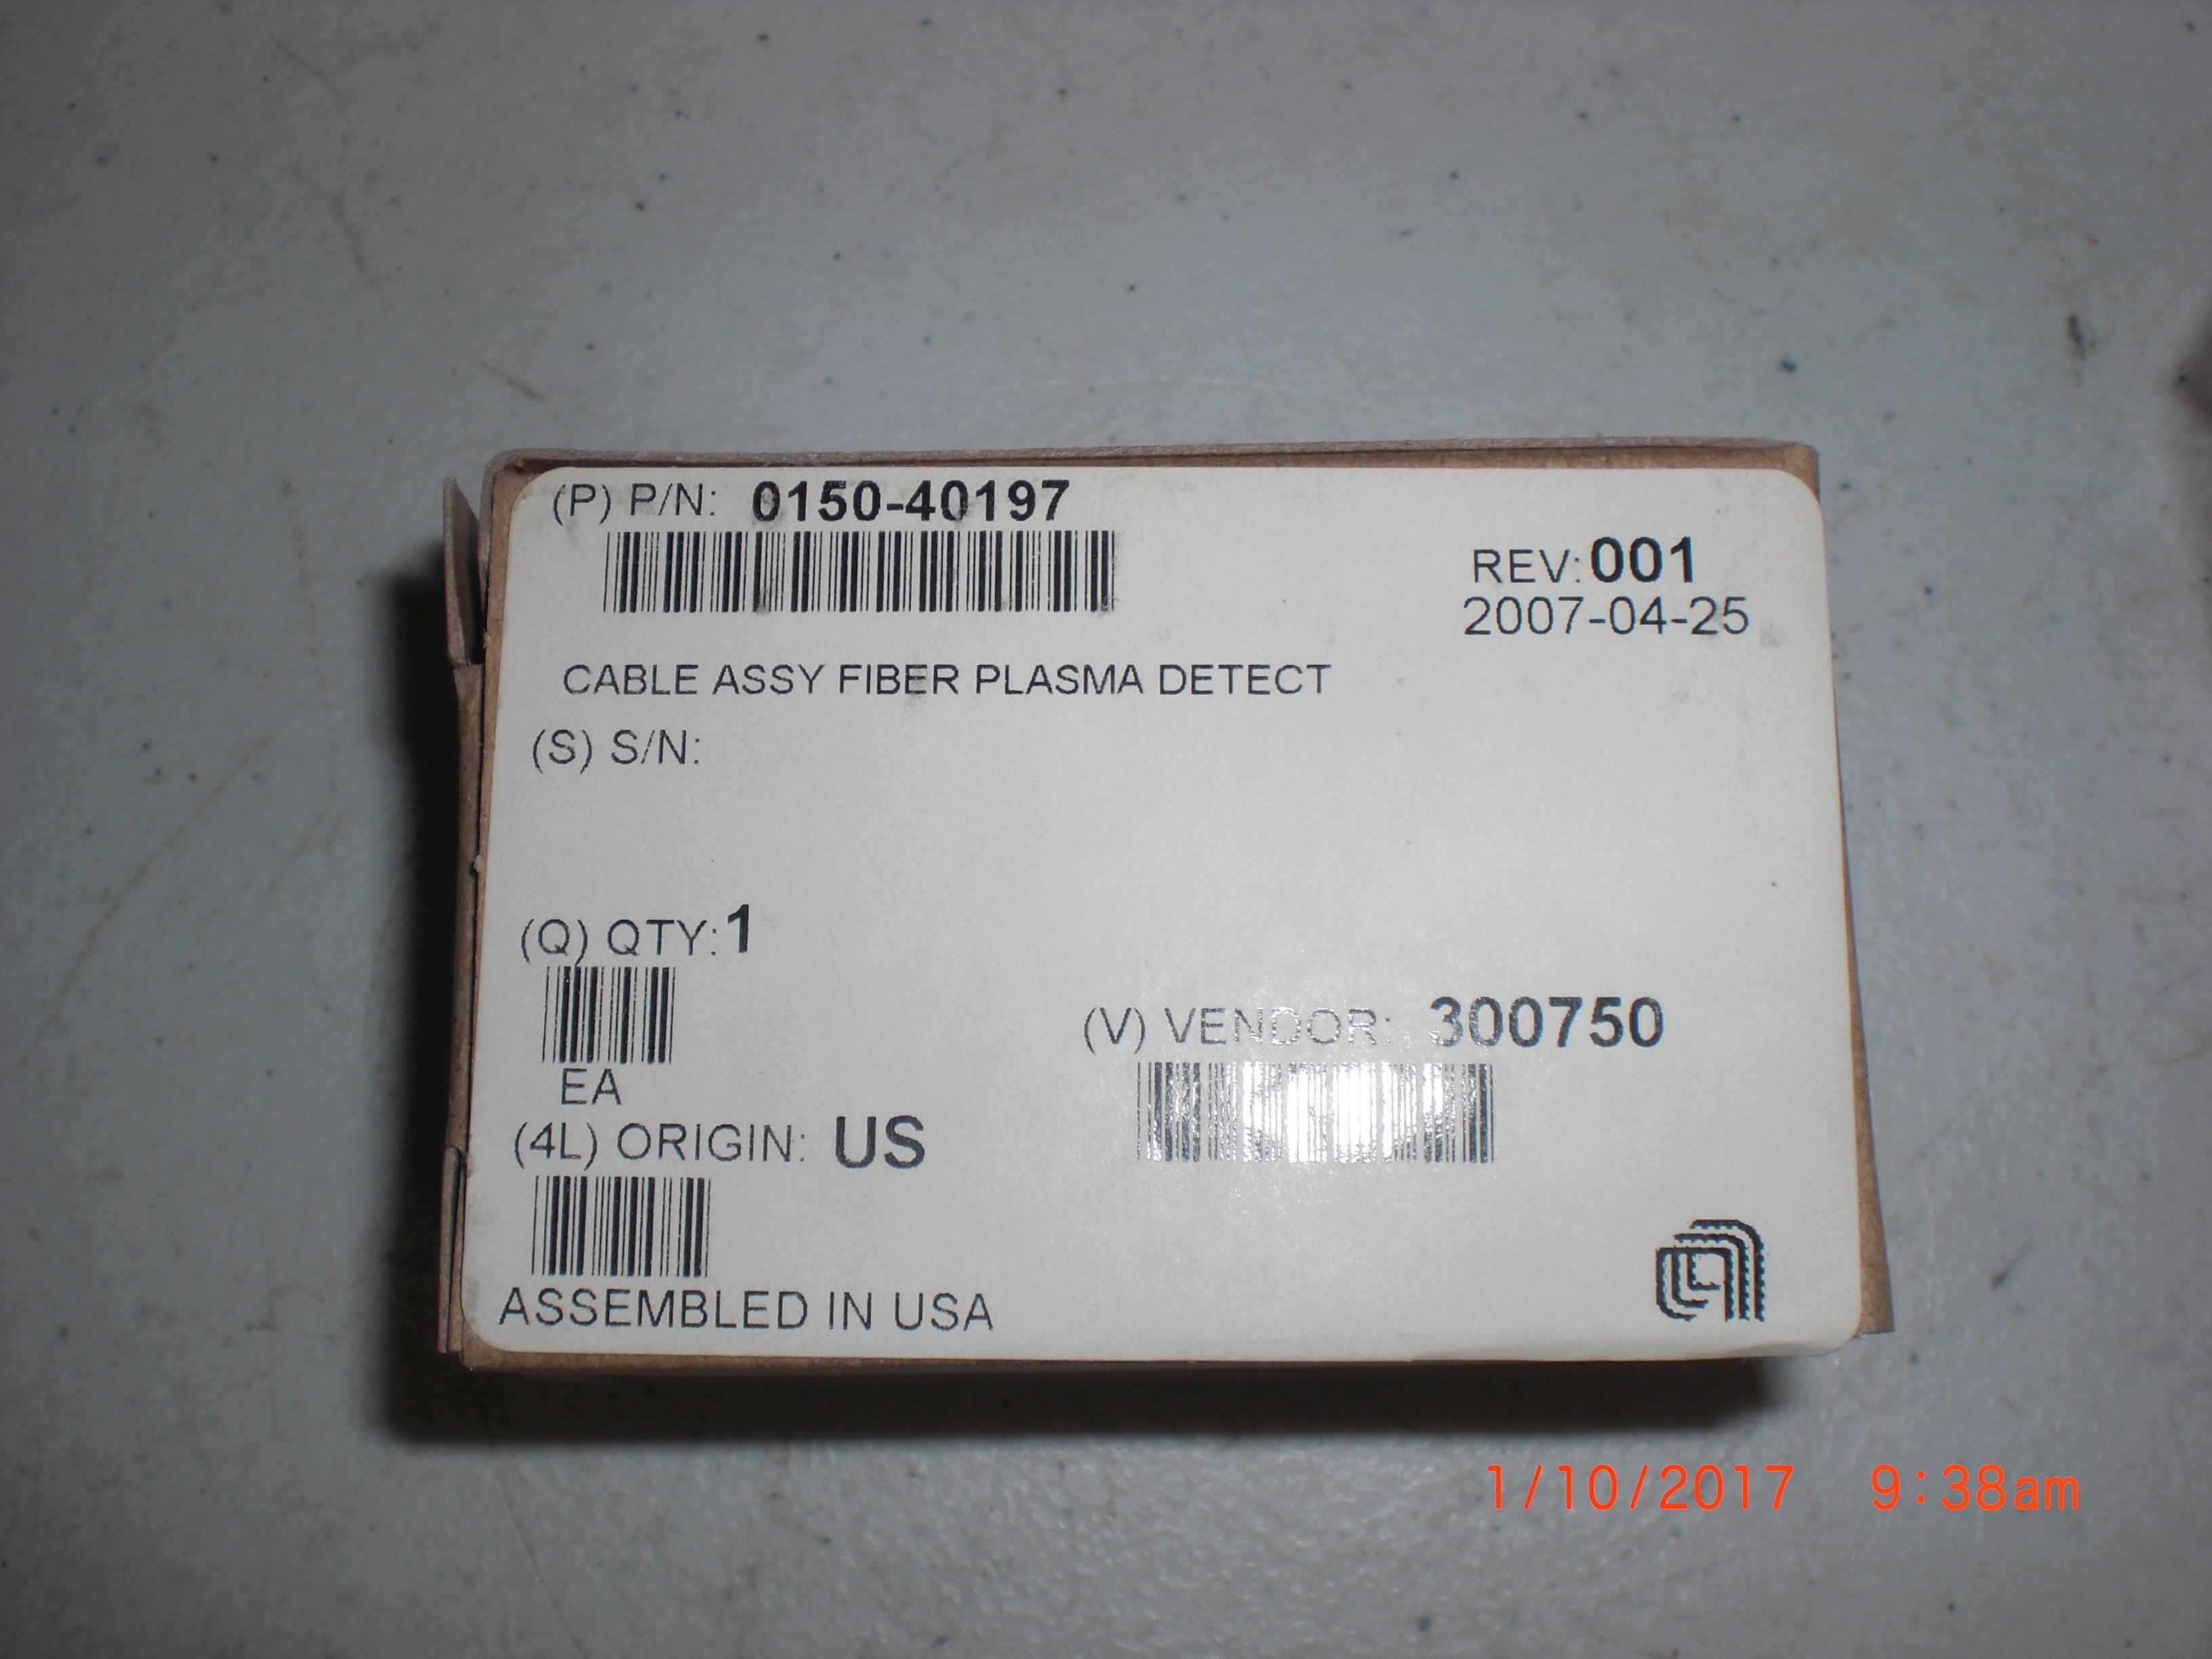 (P) P/N: 0150-40197
REV: 001
2007-04-25
CABLE ASSY FIBER PLASMA DETECT
(S) S/N:
(Q) QTY: 1
EA
(V) VENDOR: 300750
(4L) ORIGIN: US
ASSEMBLED IN USA
1/10/2017 9:38am